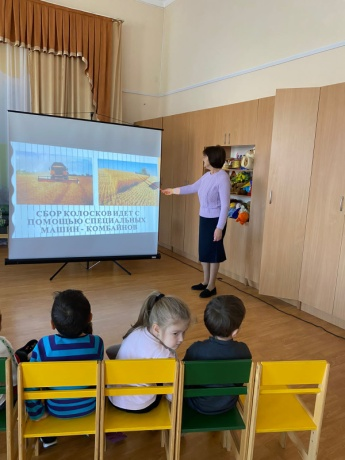 СБОР КОЛОСКОВ ИДЕТ С
ПОМОЩЬЮ СПЕЦИАЛЬНЫХ
МАШИН - КОМБАЙНОВ